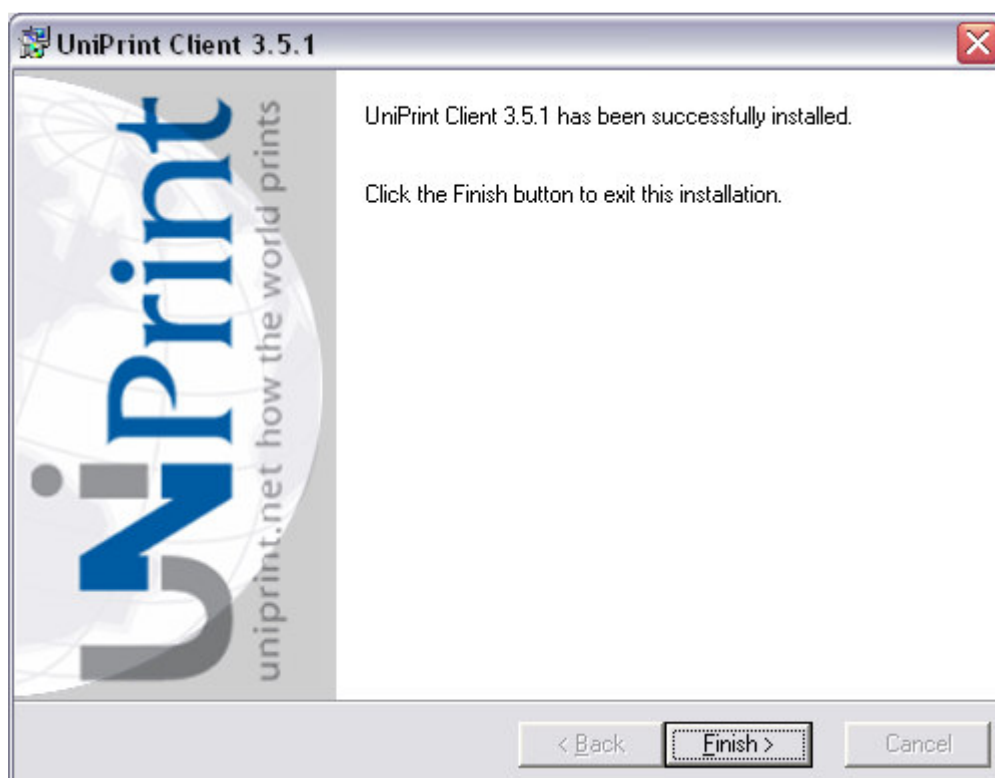 UniPrint Client 3.5.1
UniPrint
uniprint.net how the world prints
UniPrint Client 3.5.1 has been successfully installed.
Click the Finish button to exit this installation.
< Back
Finish >
Cancel